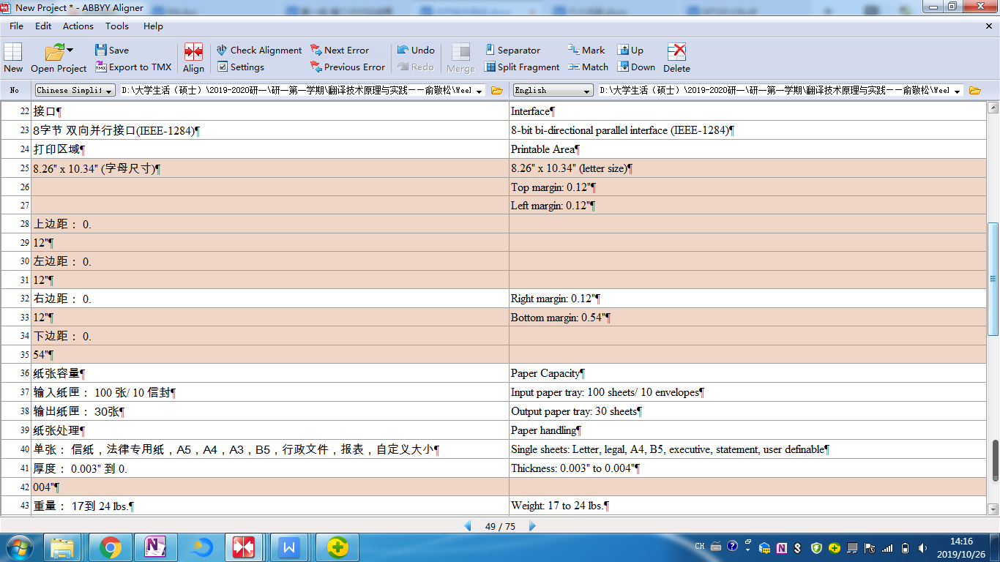 New Project * - ABBYY Aligner
File Edit Actions Tools Help
New
Open Project
Save
Export to TMX
Align
Check Alignment
Settings
Next Error
Previous Error
Undo
Redo
Merge
Separator
Split Fragment
Mark
Match
Up
Down
Delete
No Chinese Simplif D:\大学生活（硕士）\2019-2020研一\研一第一学期\翻译技术原理与实践——俞敬松\Weel English D:\大学生活（硕士）\2019-2020研一\研一第一学期\翻译技术原理与实践——俞敬松\Weel
22 接口¶ Interface¶
23 8字节 双向并行接口(IEEE-1284)¶ 8-bit bi-directional parallel interface (IEEE-1284)¶
24 打印区域¶ Printable Area¶
25 8.26" x 10.34" (字母尺寸)¶ 8.26" x 10.34" (letter size)¶
26 Top margin: 0.12"¶
27 Left margin: 0.12"¶
28 上边距： 0.
29 12"¶
30 左边距： 0.
31 12"¶
32 右边距： 0. Right margin: 0.12"¶
33 12"¶ Bottom margin: 0.54"¶
34 下边距： 0.
35 54"¶
36 纸张容量¶ Paper Capacity¶
37 输入纸匣： 100 张/ 10 信封¶ Input paper tray: 100 sheets/ 10 envelopes¶
38 输出纸匣： 30张¶ Output paper tray: 30 sheets¶
39 纸张处理¶ Paper handling¶
40 单张： 信纸，法律专用纸，A5，A4，A3，B5，行政文件，报表，自定义大小¶ Single sheets: Letter, legal, A4, B5, executive, statement, user definable¶
41 厚度： 0.003" 到 0. Thickness: 0.003" to 0.004"¶
42 004"¶
43 重量： 17到 24 lbs.¶ Weight: 17 to 24 lbs.¶
49 / 75
CH
14:16
2019/10/26